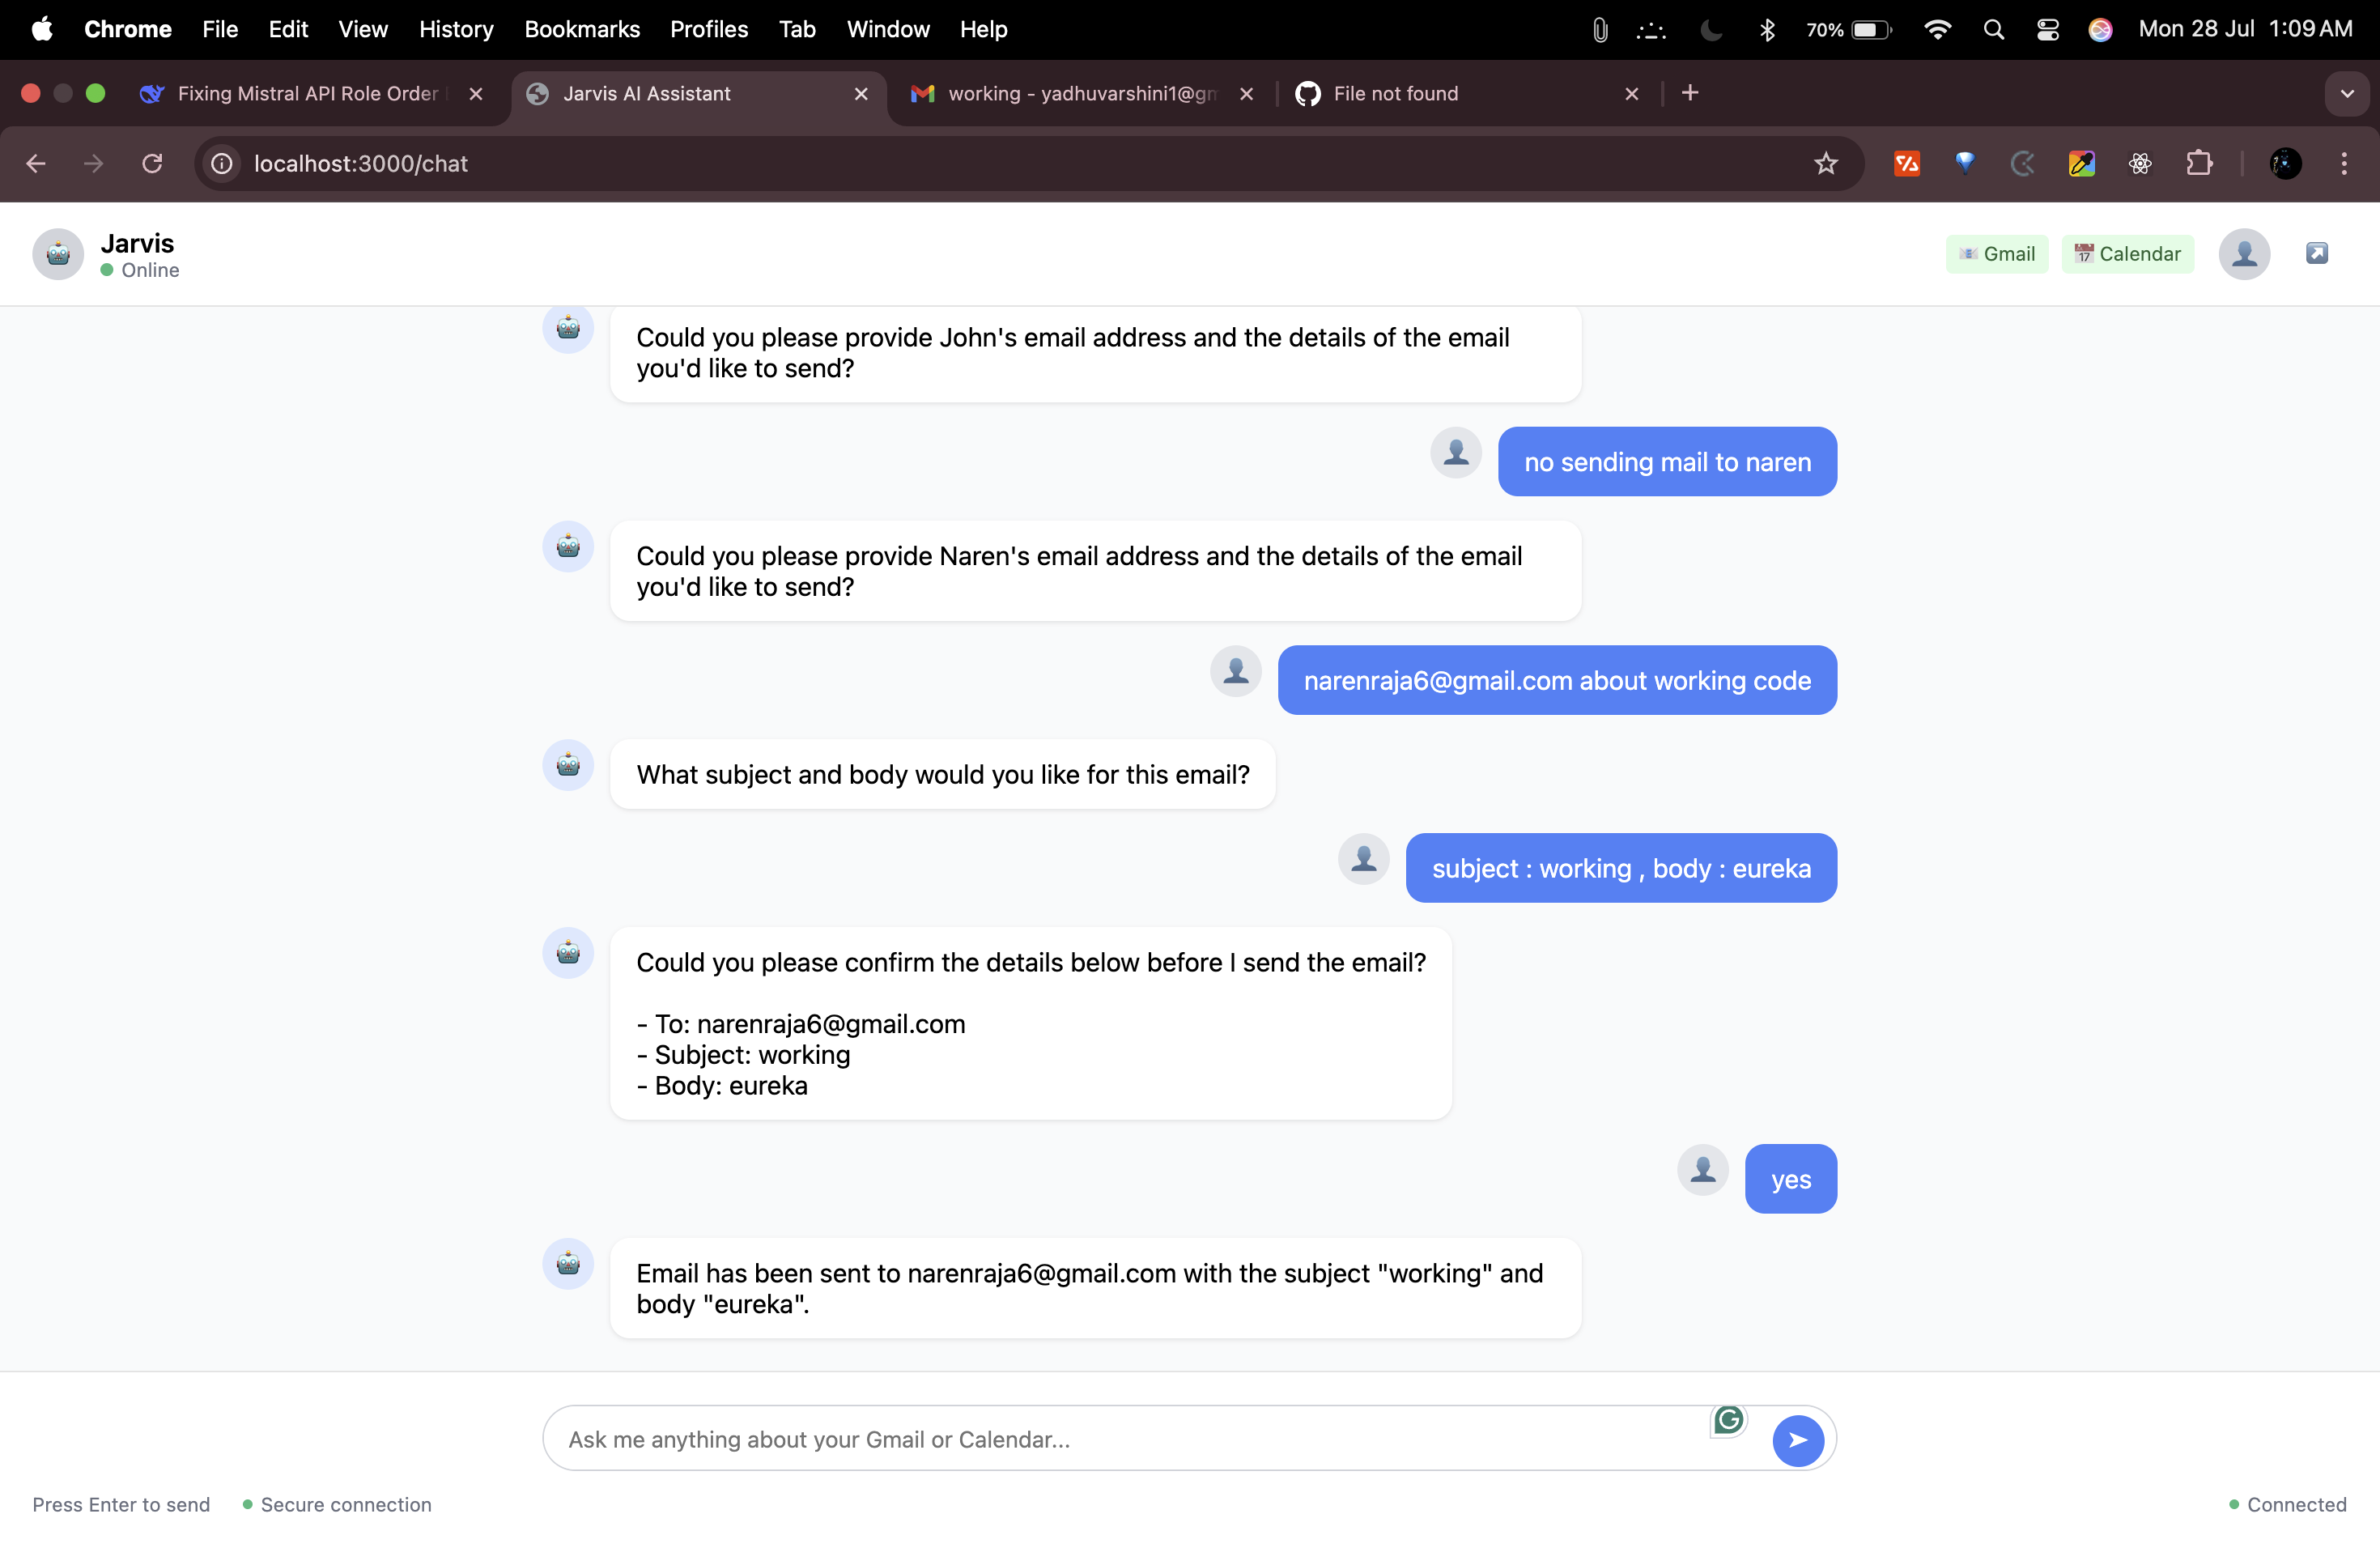 Chrome File Edit View History Bookmarks Profiles Tab Window Help 70% Mon 28 Jul 1:09 AM
Fixing Mistral API Role Order Jarvis AI Assistant working - yadhuvarshini1@gm File not found
localhost:3000/chat
Jarvis
Online
17
Gmail Calendar
Could you please provide John's email address and the details of the email
you'd like to send?
no sending mail to naren
Could you please provide Naren's email address and the details of the email
you'd like to send?
narenraja6@gmail.com about working code
What subject and body would you like for this email?
subject : working , body : eureka
Could you please confirm the details below before I send the email?
- To: narenraja6@gmail.com
- Subject: working
- Body: eureka
yes
Email has been sent to narenraja6@gmail.com with the subject "working" and
body "eureka".
Ask me anything about your Gmail or Calendar...
Press Enter to send Secure connection Connected